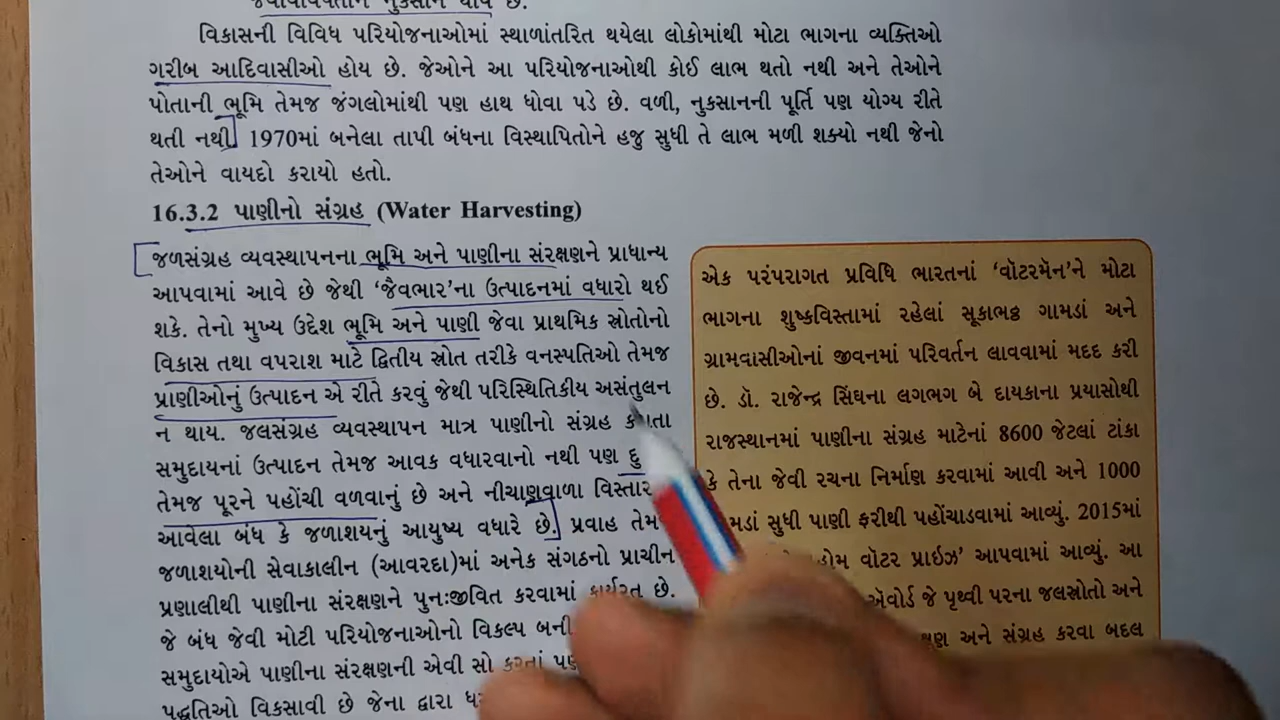 વિકાસની વિવિધ પરિયોજનાઓમાં સ્થાળાંતરિત થયેલા લોકોમાંથી મોટા ભાગના વ્યક્તિઓ
ગરીબ આદિવાસીઓ હોય છે. જેઓને આ પરિયોજનાઓથી કોઈ લાભ થતો નથી અને તેઓને
પોતાની ભૂમિ તેમજ જંગલોમાંથી પણ હાથ ધોવા પડે છે. વળી, નુકસાનની પૂર્તિ પણ યોગ્ય રીતે
થતી નથી 1970માં બનેલા તાપી બંધના વિસ્થાપિતોને હજુ સુધી તે લાભ મળી શક્યો નથી જેનો
તેઓને વાયદો કરાયો હતો.
16.3.2 પાણીનો સંગ્રહ (Water Harvesting)
જળસંગ્રહ વ્યવસ્થાપનના ભૂમિ અને પાણીના સંરક્ષણને પ્રાધાન્ય
આપવામાં આવે છે જેથી ‘જૈવભાર’ના ઉત્પાદનમાં વધારો થઈ
શકે. તેનો મુખ્ય ઉદેશ ભૂમિ અને પાણી જેવા પ્રાથમિક સ્રોતોનો
વિકાસ તથા વપરાશ માટે દ્વિતીય સ્રોત તરીકે વનસ્પતિઓ તેમજ
પ્રાણીઓનું ઉત્પાદન એ રીતે કરવું જેથી પરિસ્થિતિકીય અસંતુલન
ન થાય. જલસંગ્રહ વ્યવસ્થાપન માત્ર પાણીનો સંગ્રહ
સમુદાયનાં ઉત્પાદન તેમજ આવક વધારવાનો નથી પણ
તેમજ પૂરને પહોંચી વળવાનું છે અને નીચાણવાળા
આવેલા બંધ કે જળાશયનું આયુષ્ય વધારે છે. પ્રવાહ
જળાશયોની સેવાકાલીન (આવરદા)માં અનેક સંગઠનો પ્રાચીન
પ્રણાલીથી પાણીના સંરક્ષણને પુનઃજીવિત કરવામાં કાર્યરત છે.
જે બંધ જેવી મોટી પરિયોજનાઓનો વિકલ્પ બની
સમુદાયોએ પાણીના સંરક્ષણની એવી સો કરતાં
પદ્ધતિઓ વિકસાવી છે જેના દ્વારા
એક પરંપરાગત પ્રવિધિ ભારતનાં ‘વૉટરમૅન’ને મોટા
ભાગના શુષ્કવિસ્તામાં રહેલાં સૂકાભઠ્ઠ ગામડાં અને
ગ્રામવાસીઓનાં જીવનમાં પરિવર્તન લાવવામાં મદદ કરી
છે. ડૉ. રાજેન્દ્ર સિંઘના લગભગ બે દાયકાના પ્રયાસોથી
રાજસ્થાનમાં પાણીના સંગ્રહ માટેનાં 8600 જેટલાં ટાંકા
કે તેના જેવી રચના નિર્માણ કરવામાં આવી અને 1000
સુધી પાણી ફરીથી પહોંચાડવામાં આવ્યું. 2015માં
વૉટર પ્રાઇઝ’ આપવામાં આવ્યું. આ
ઍવોર્ડ જે પૃથ્વી પરના જલસ્રોતો અને
અને સંગ્રહ કરવા બદલ